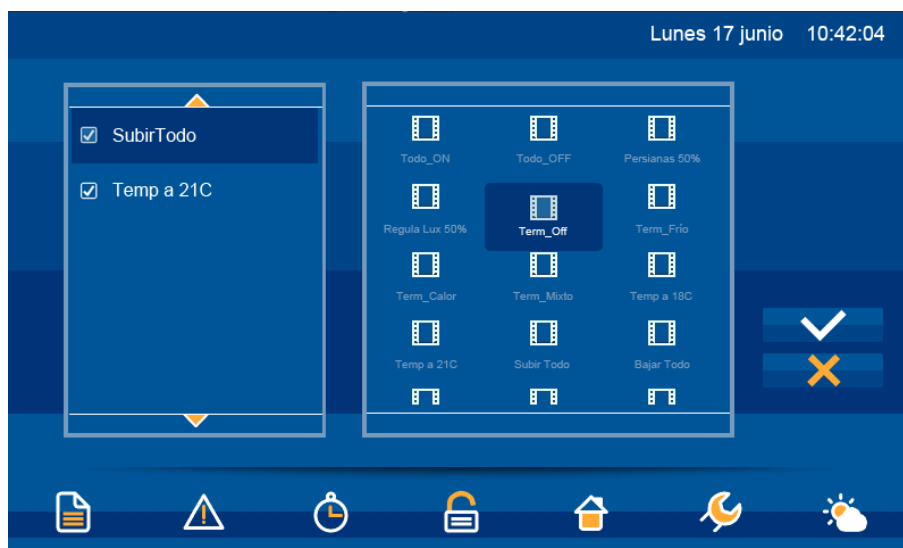 Lunes 17 junio 10:42:04
SubirTodo
Temp a 21C
Todo_ON Todo_OFF Persianas 50%
Regula Lux 50% Term_Off Term_Frío
Term_Calor Term_Mixto Temp a 18C
Temp a 21C Subir Todo Bajar Todo